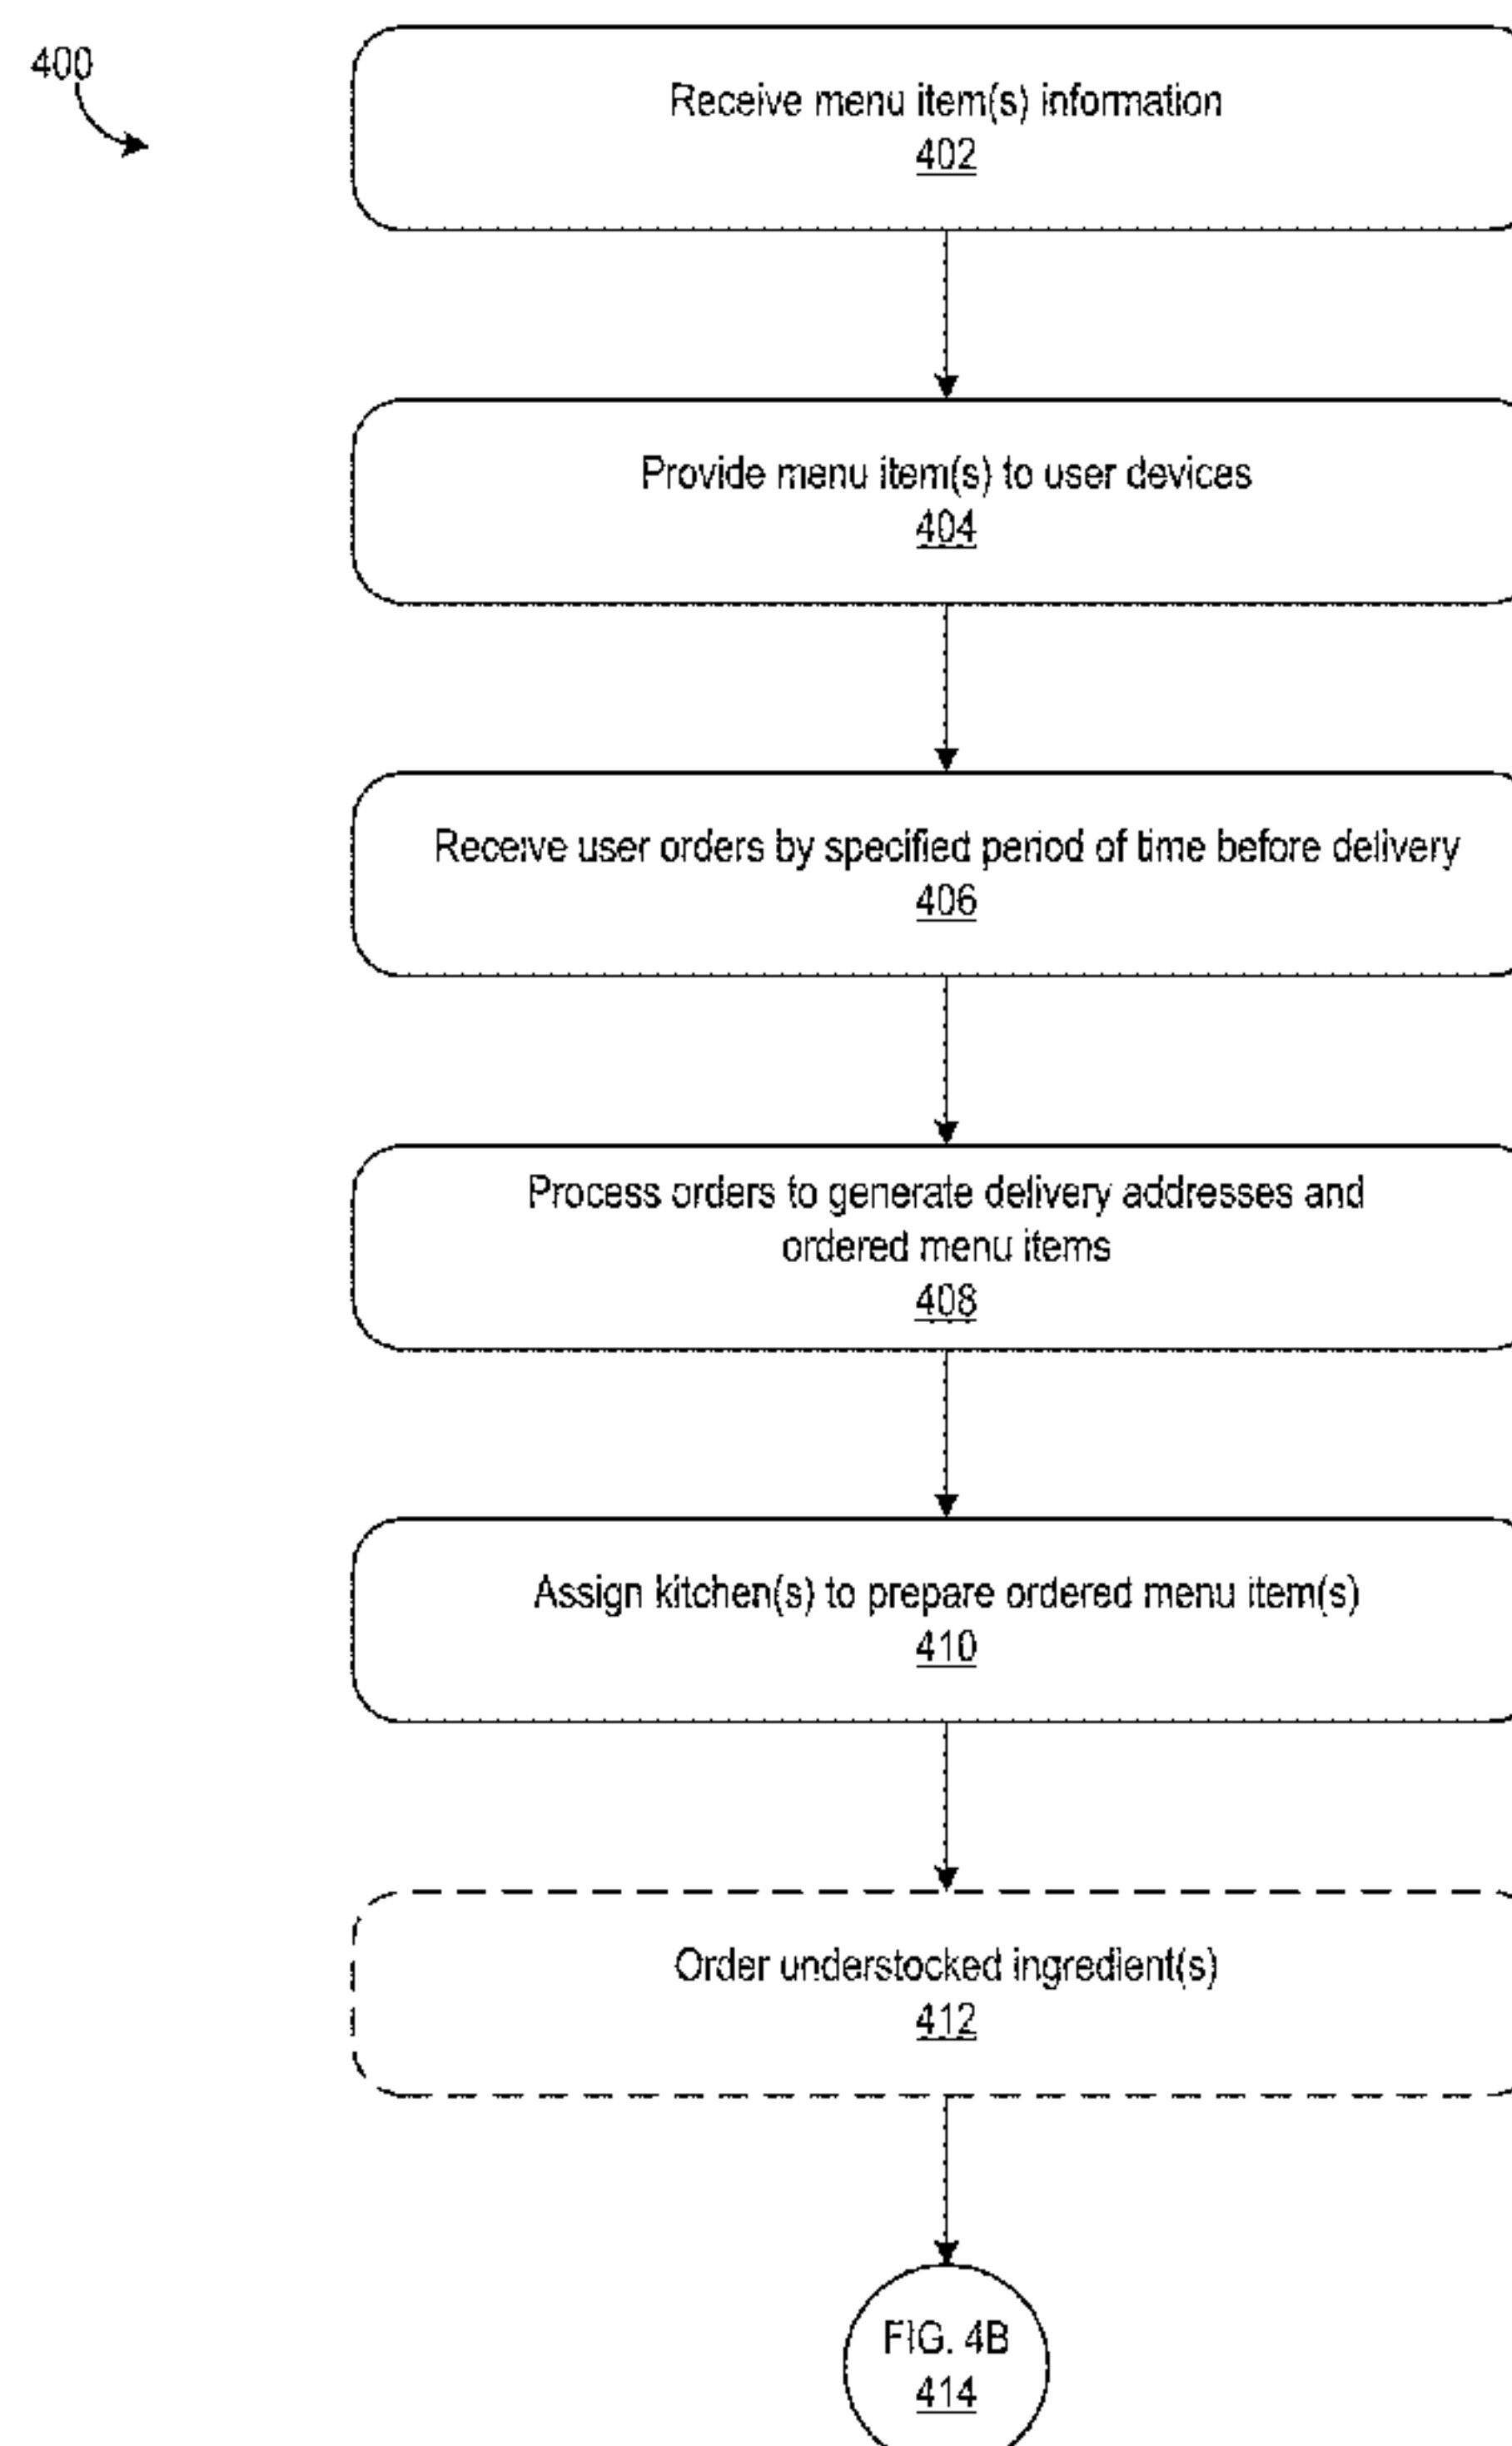 400
Receive menu item(s) information
402
Provide menu item(s) to user devices
404
Receive user orders by specified period of time before delivery
406
Process orders to generate delivery addresses and
ordered menu items
408
Assign kitchen(s) to prepare ordered menu item(s)
410
Order understocked ingredient(s)
412
FIG. 4B
414